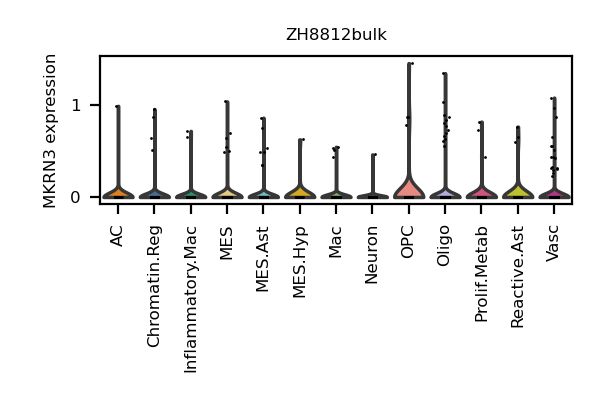 ZH8812bulk
MKRN3 expression
1
0
AC
Chromatin.Reg
Inflammatory.Mac
MES
MES.Ast
MES.Hyp
Mac
Neuron
OPC
Oligo
Prolif.Metab
Reactive.Ast
Vasc